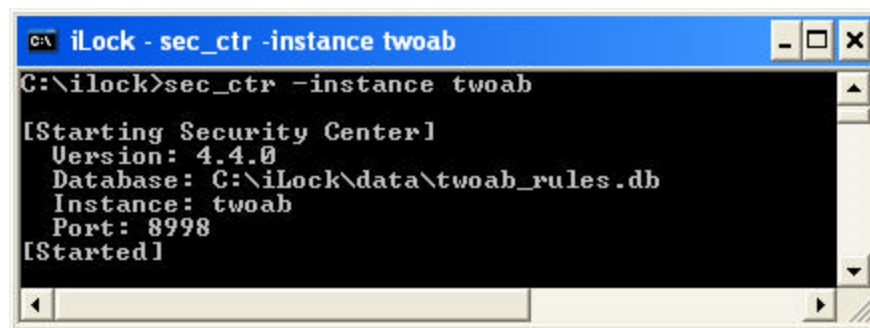 iLock - sec_ctr -instance twoab
C:\ilock>sec_ctr -instance twoab
[Starting Security Center]
Version: 4.4.0
Database: C:\iLock\data\twoab_rules.db
Instance: twoab
Port: 8998
[Started]